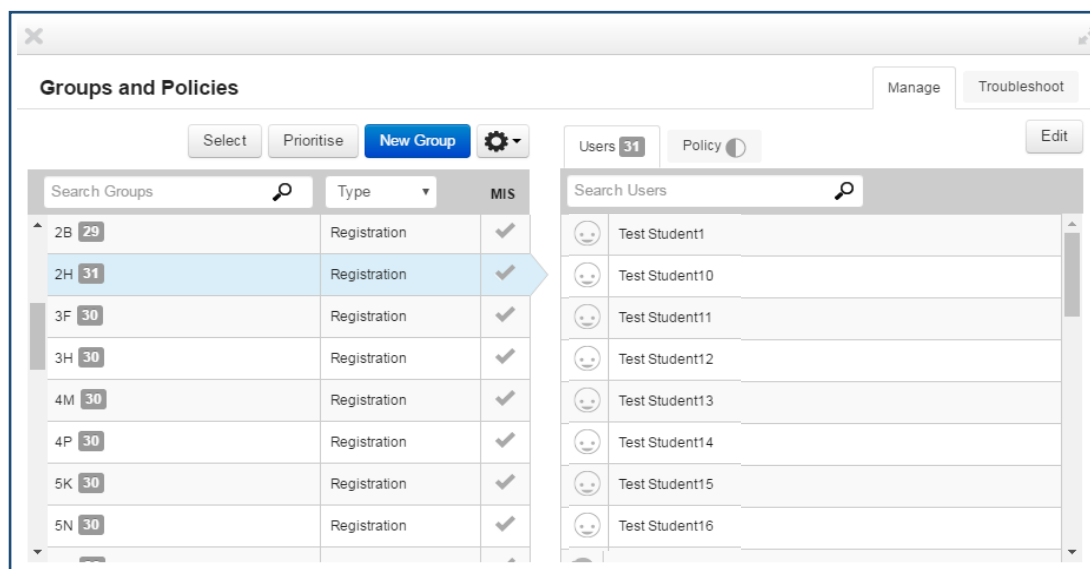 Groups and Policies
Manage
Troubleshoot
Select
Prioritise
New Group
Users 31
Policy
Edit
Search Groups
Type
MIS
Search Users
2B 29 Registration
Test Student1
2H 31 Registration
Test Student10
3F 30 Registration
Test Student11
3H 30 Registration
Test Student12
4M 30 Registration
Test Student13
4P 30 Registration
Test Student14
5K 30 Registration
Test Student15
5N 30 Registration
Test Student16